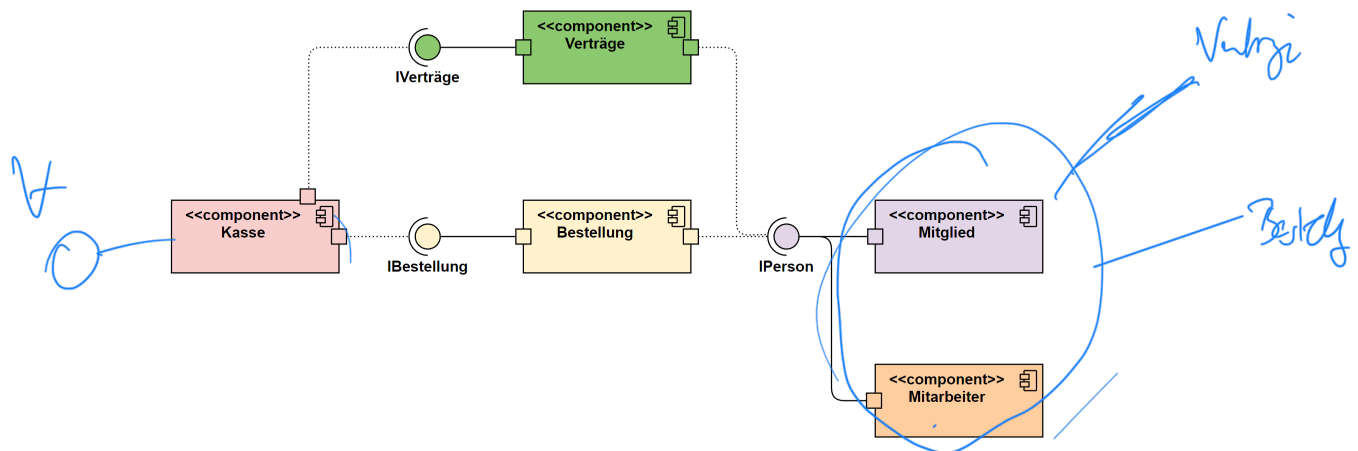 <<component>>
Verträge
IVerträge
<<component>>
Kasse
IBestellung
<<component>>
Bestellung
IPerson
<<component>>
Mitglied
<<component>>
Mitarbeiter